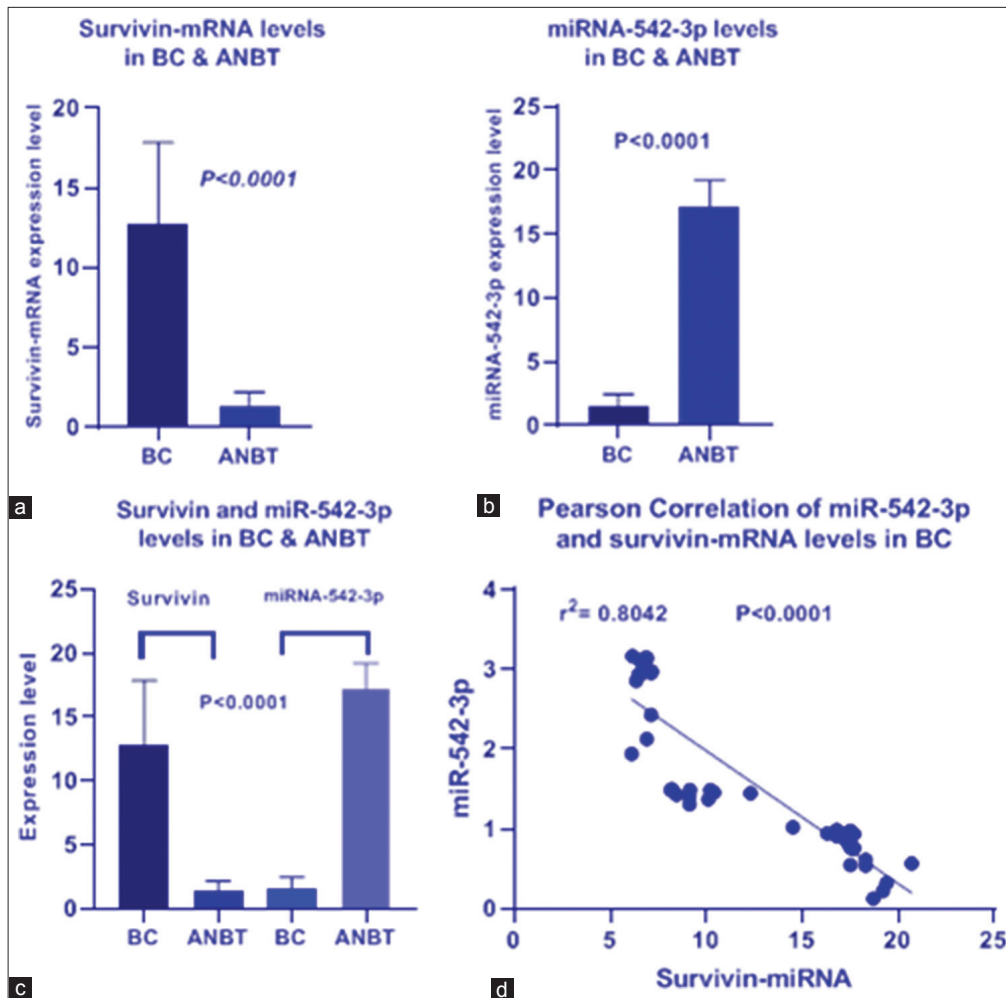 Survivin-mRNA levels
in BC & ANBT
Survivin-mRNA expression level
20
15
10
5
0
P<0.0001
BC ANBT
a
miRNA-542-3p levels
in BC & ANBT
miRNA-542-3p expression level
25
20
15
10
5
0
P<0.0001
BC ANBT
b
Survivin and miR-542-3p
levels in BC & ANBT
Expression level
25
20
15
10
5
0
Survivin miRNA-542-3p
P<0.0001
BC ANBT BC ANBT
c
Pearson Correlation of miR-542-3p
and survivin-mRNA levels in BC
miR-542-3p
4
3
2
1
0
r²= 0.8042 P<0.0001
0 5 10 15 20 25
Survivin-miRNA
d